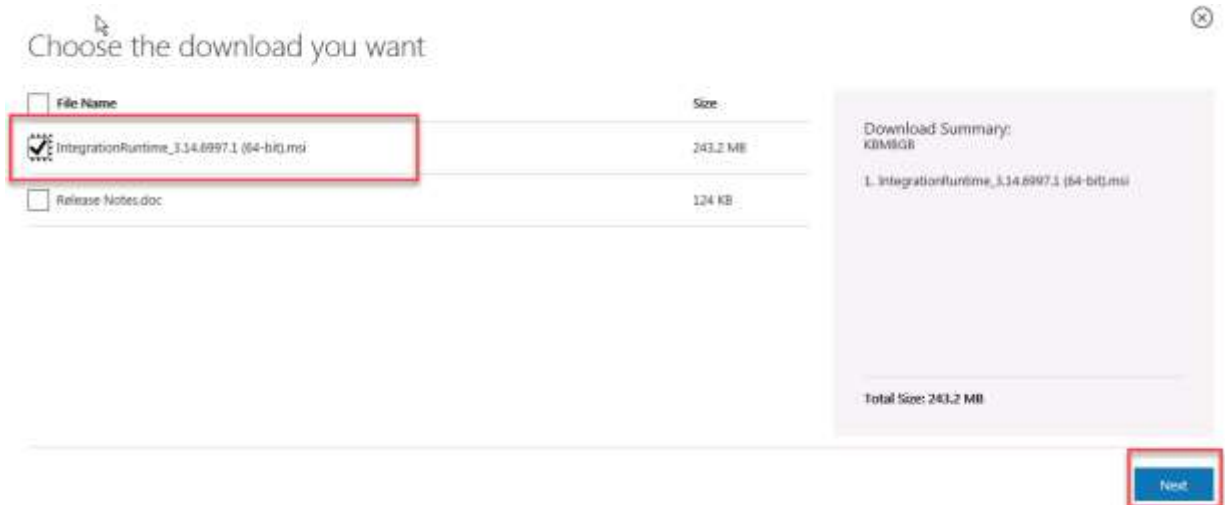 Choose the download you want
File Name Size
IntegrationRuntime_3.14.6997.1 (64-bit).msi 243.2 MB
Release Notes.doc 124 KB
Download Summary:
KBMBGB
1. IntegrationRuntime_3.14.6997.1 (64-bit).msi
Total Size: 243.2 MB
Next